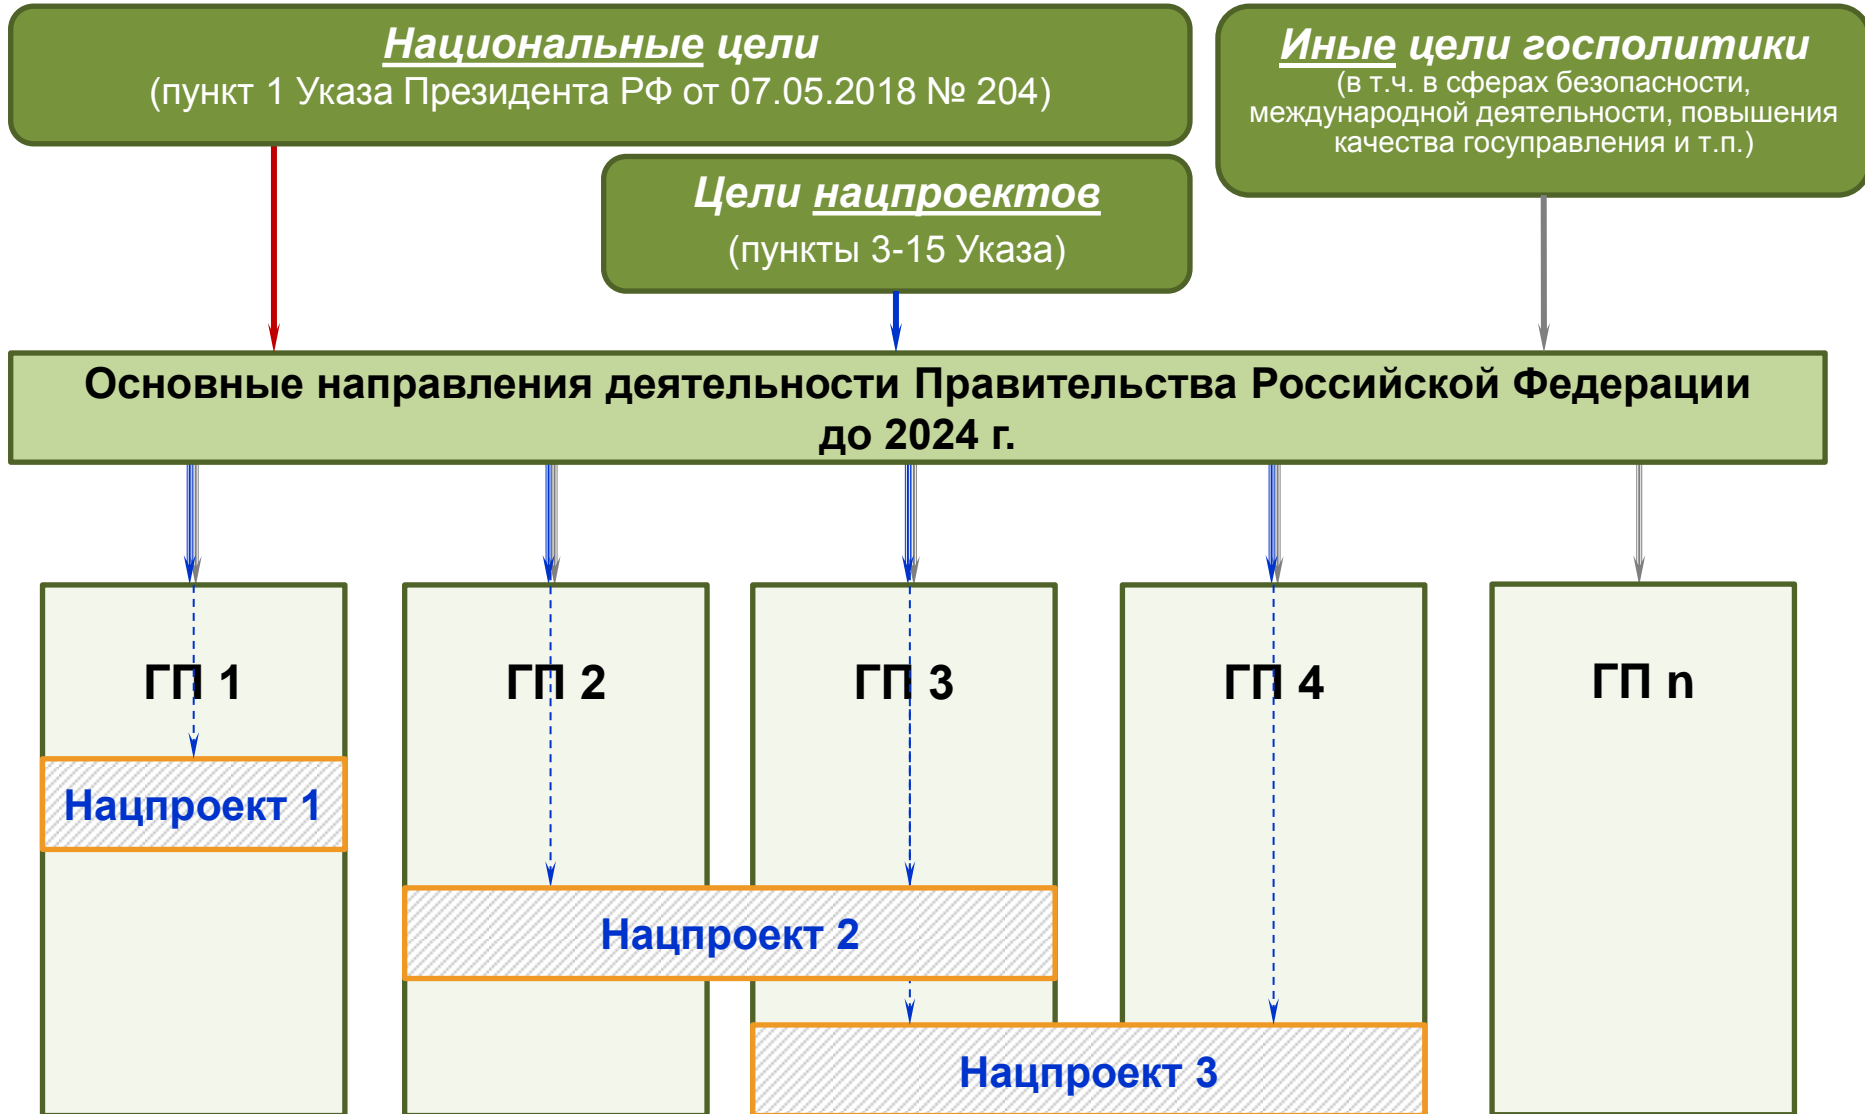 Национальные цели
(пункт 1 Указа Президента РФ от 07.05.2018 № 204)
Иные цели госполитики
(в т.ч. в сферах безопасности,
международной деятельности, повышения
качества госуправления и т.п.)
Цели нацпроектов
(пункты 3-15 Указа)
Основные направления деятельности Правительства Российской Федерации
до 2024 г.
ГП 1
ГП 2
ГП 3
ГП 4
ГП n
Нацпроект 1
Нацпроект 2
Нацпроект 3